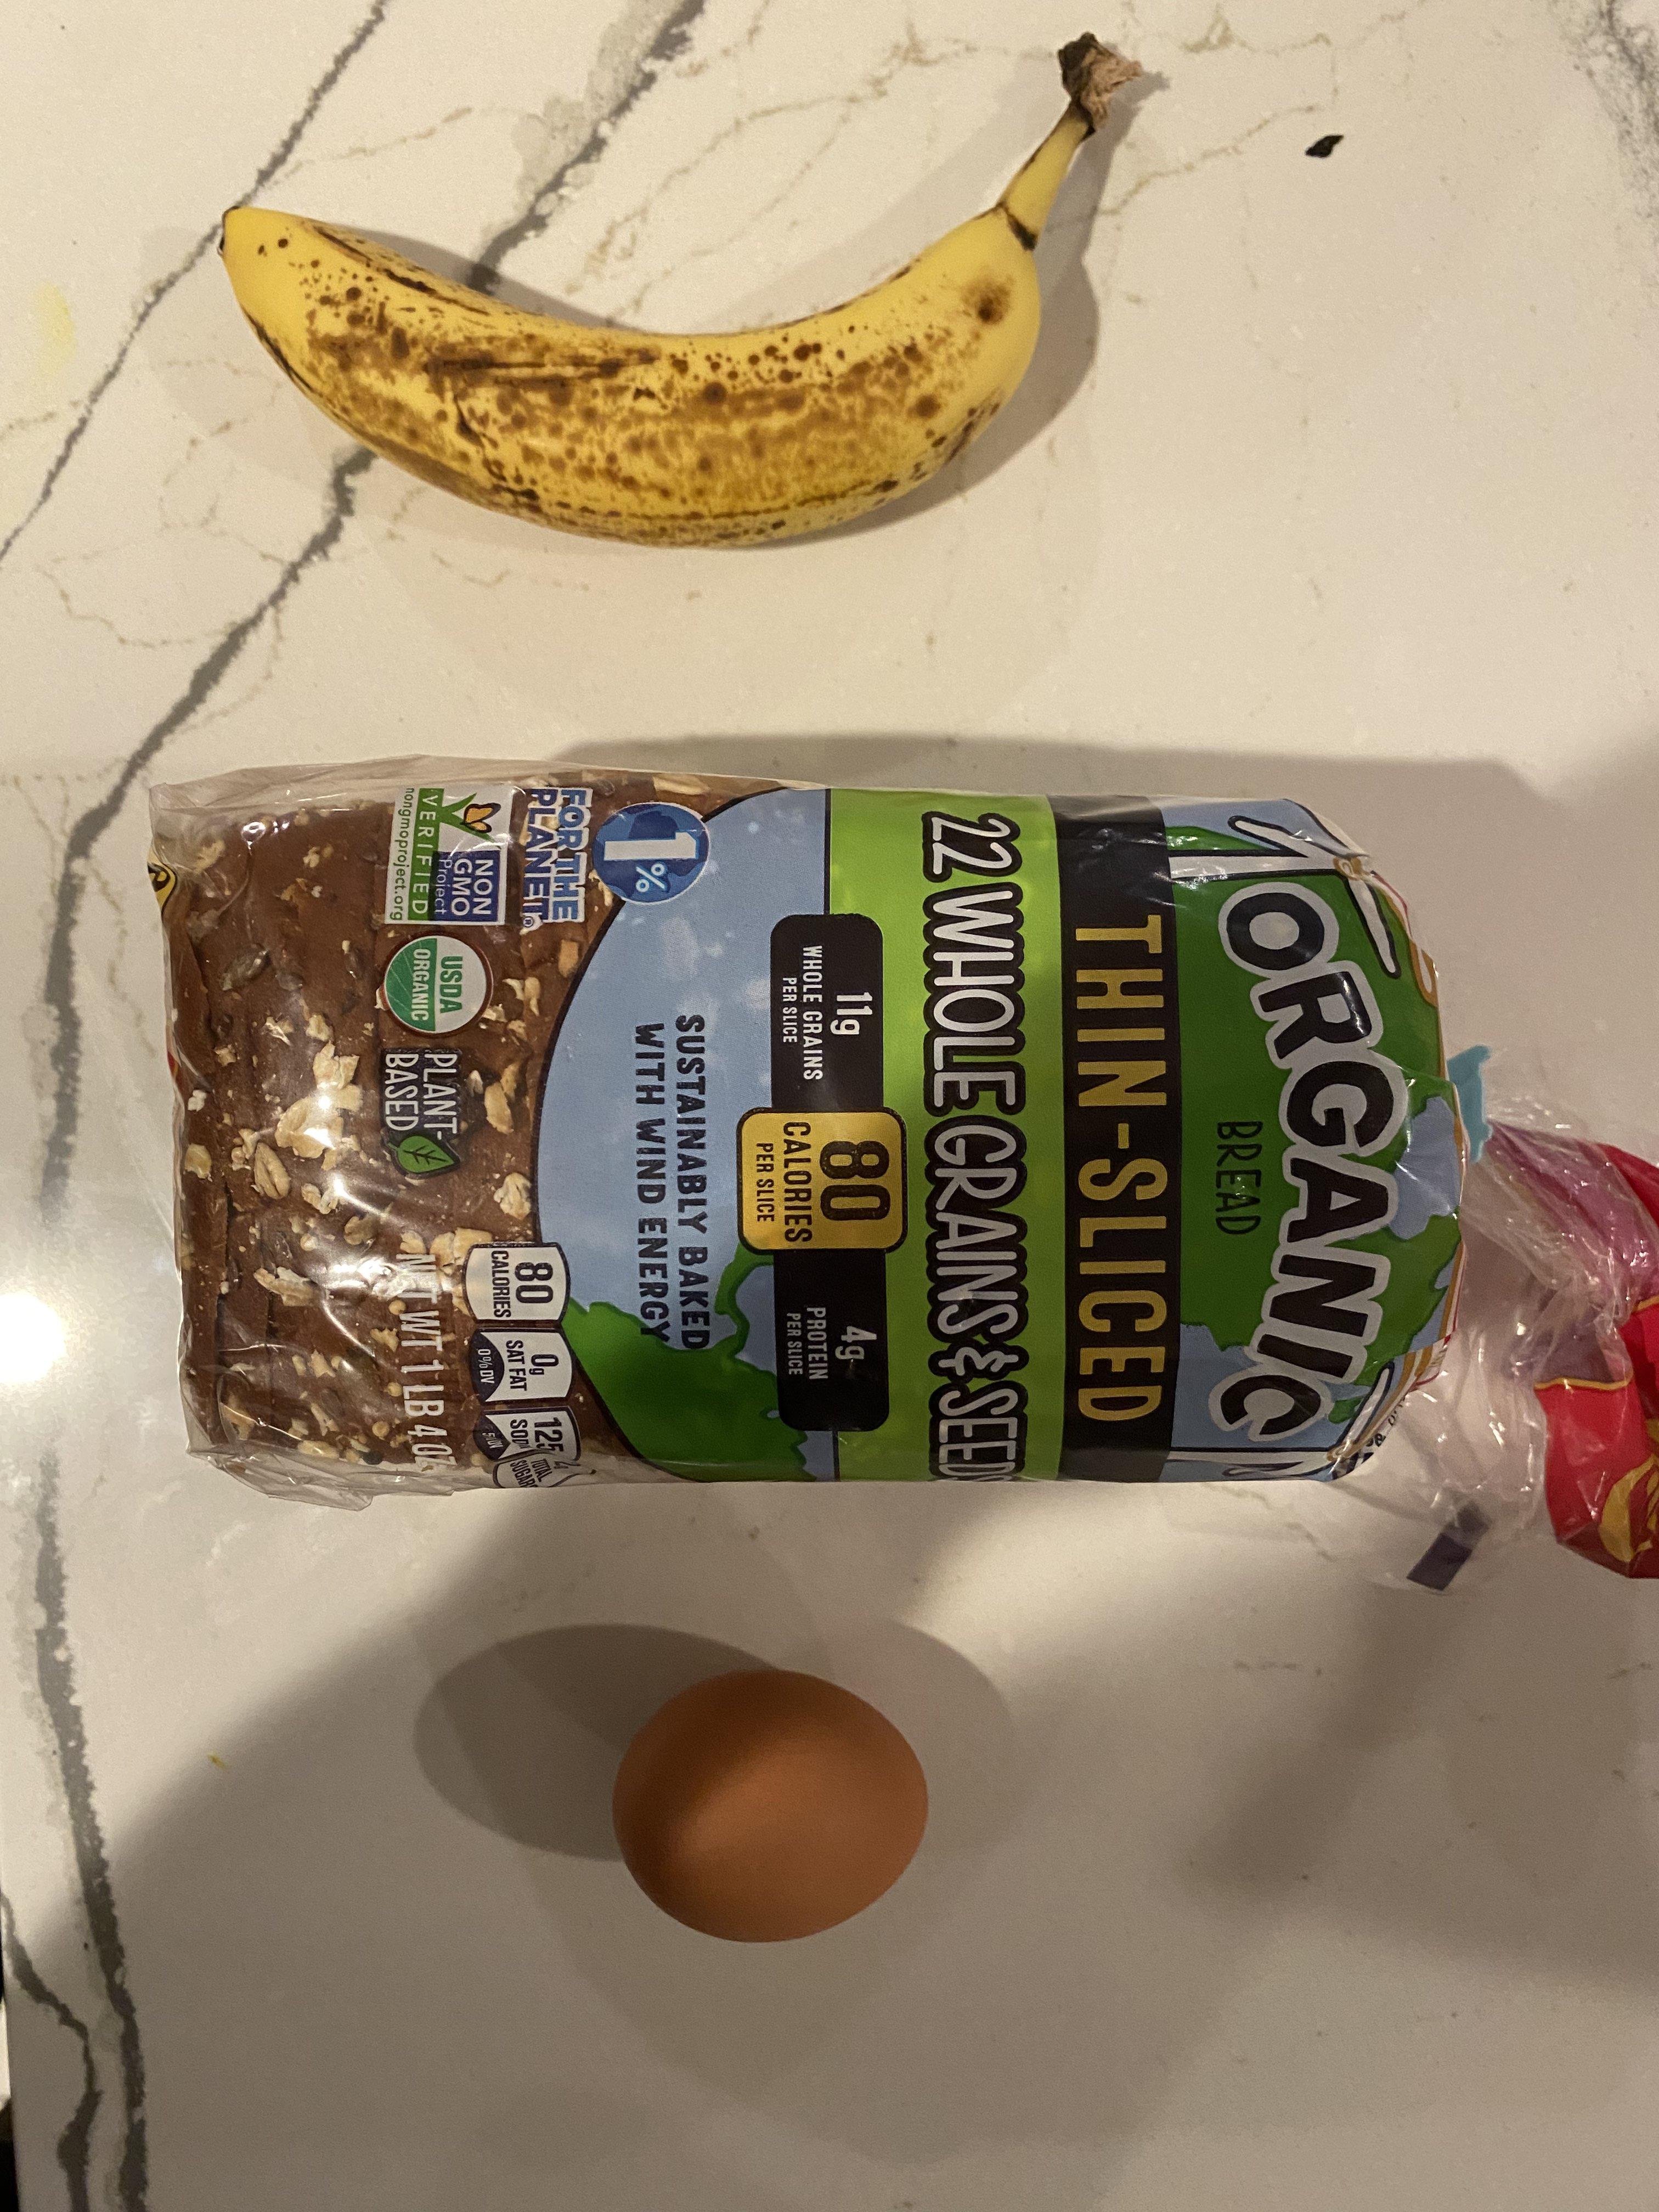 ORGANIC
BREAD
THIN-SLICED
22 WHOLE GRAINS & SEEDS
11g
WHOLE GRAINS
PER SLICE
80
CALORIES
PER SLICE
4g
PROTEIN
PER SLICE
SUSTAINABLY BAKED
WITH WIND ENERGY
1%
FOR THE
PLANET®
NON
GMO
Project
VERIFIED
nongmoproject.org
USDA
ORGANIC
PLANT-
BASED
80
CALORIES
0g
SAT FAT
0% DV
125
TOTAL
SUGARS
NET WT 1 LB 4 OZ